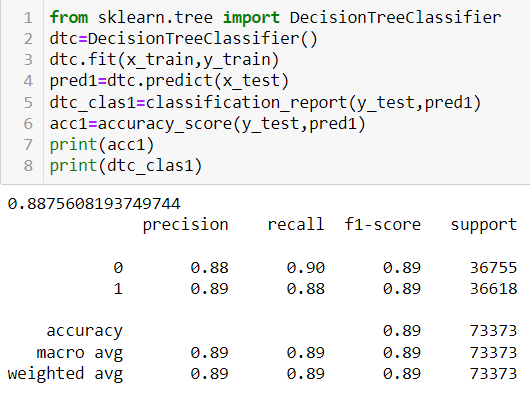 1 from sklearn.tree import DecisionTreeClassifier
2 dtc=DecisionTreeClassifier()
3 dtc.fit(x_train,y_train)
4 pred1=dtc.predict(x_test)
5 dtc_clas1=classification_report(y_test,pred1)
6 acc1=accuracy_score(y_test,pred1)
7 print(acc1)
8 print(dtc_clas1)
0.8875608193749744
precision recall f1-score support
0 0.88 0.90 0.89 36755
1 0.89 0.88 0.89 36618
accuracy 0.89 73373
macro avg 0.89 0.89 0.89 73373
weighted avg 0.89 0.89 0.89 73373